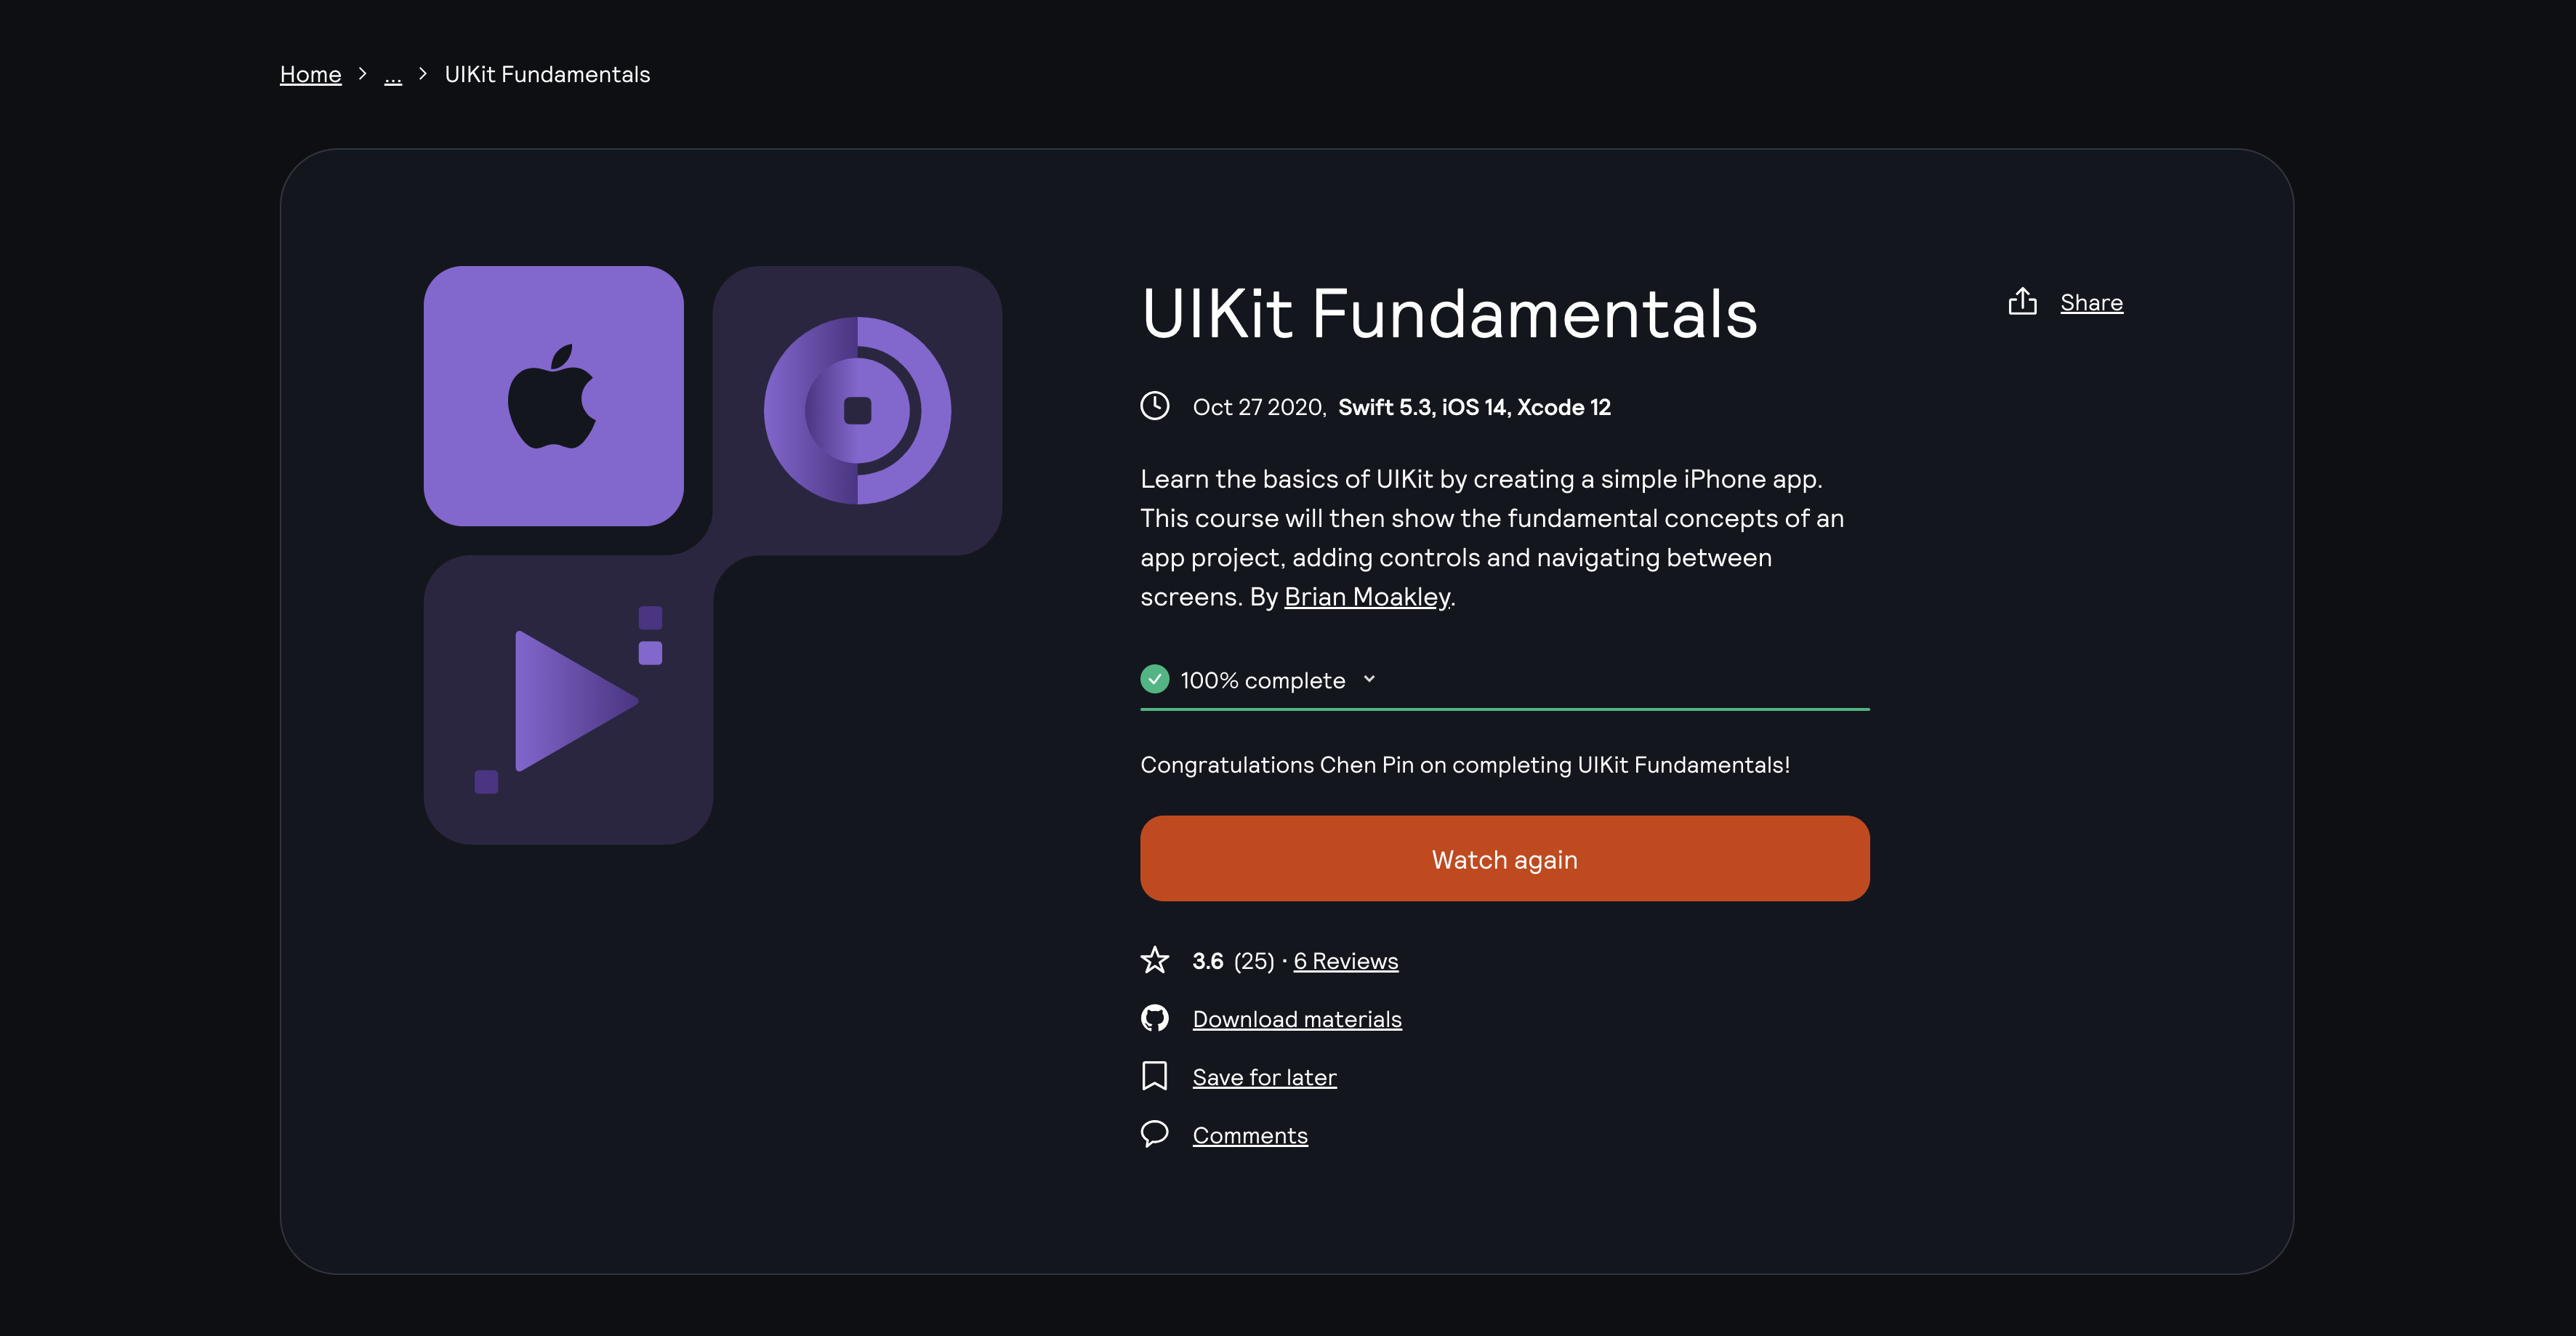 Home > ... > UIKit Fundamentals
UIKit Fundamentals
Share
Oct 27 2020, Swift 5.3, iOS 14, Xcode 12
Learn the basics of UIKit by creating a simple iPhone app.
This course will then show the fundamental concepts of an
app project, adding controls and navigating between
screens. By Brian Moakley.
100% complete
Congratulations Chen Pin on completing UIKit Fundamentals!
Watch again
3.6 (25) · 6 Reviews
Download materials
Save for later
Comments